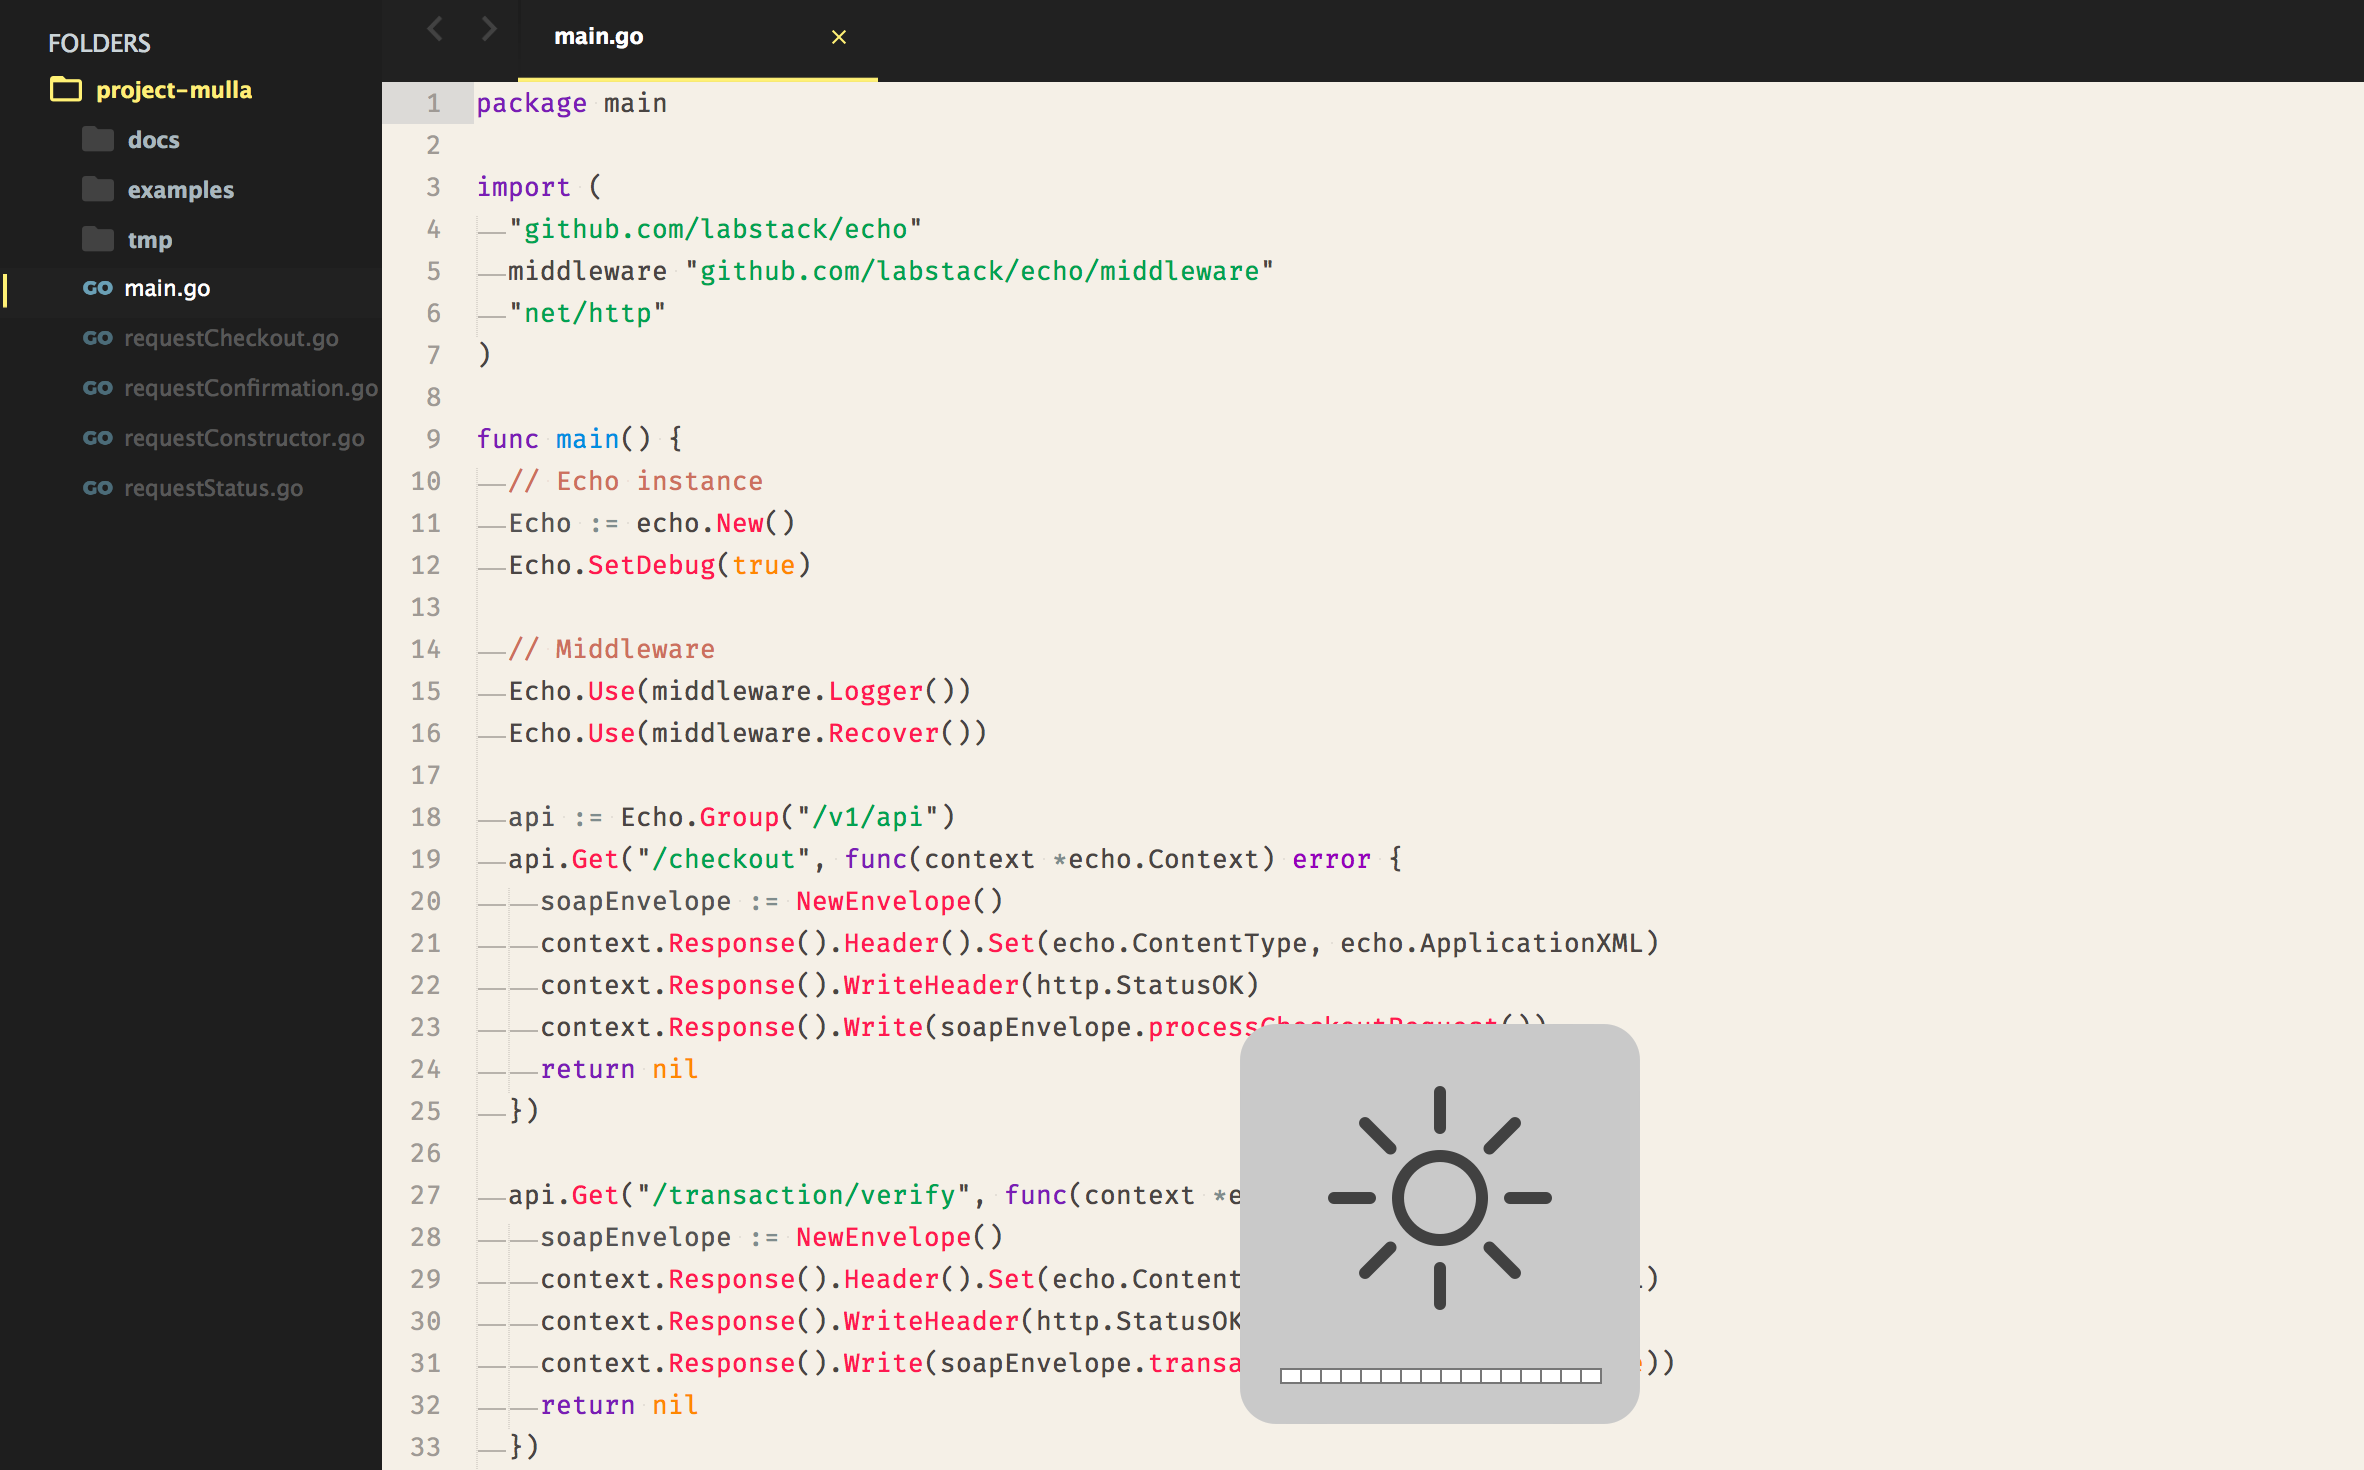 FOLDERS
project-mulla
docs
examples
tmp
GO main.go
GO requestCheckout.go
GO requestConfirmation.go
GO requestConstructor.go
GO requestStatus.go
main.go ×
1 package main
2
3 import (
4 "github.com/labstack/echo"
5 middleware "github.com/labstack/echo/middleware"
6 "net/http"
7 )
8
9 func main() {
10 // Echo instance
11 Echo := echo.New()
12 Echo.SetDebug(true)
13
14 // Middleware
15 Echo.Use(middleware.Logger())
16 Echo.Use(middleware.Recover())
17
18 api := Echo.Group("/v1/api")
19 api.Get("/checkout", func(context *echo.Context) error {
20 soapEnvelope := NewEnvelope()
21 context.Response().Header().Set(echo.ContentType, echo.ApplicationXML)
22 context.Response().WriteHeader(http.StatusOK)
23 context.Response().Write(soapEnvelope.processCheckoutRequest())
24 return nil
25 })
26
27 api.Get("/transaction/verify", func(context *e
28 soapEnvelope := NewEnvelope()
29 context.Response().Header().Set(echo.Content )
30 context.Response().WriteHeader(http.StatusOK
31 context.Response().Write(soapEnvelope.transa ))
32 return nil
33 })